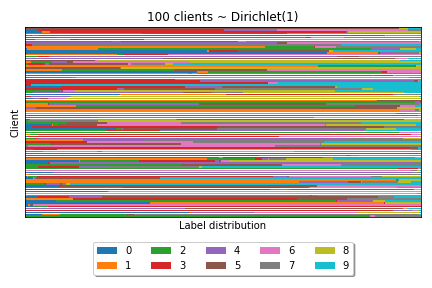 100 clients ~ Dirichlet(1)
Client
Label distribution
0 2 4 6 8
1 3 5 7 9